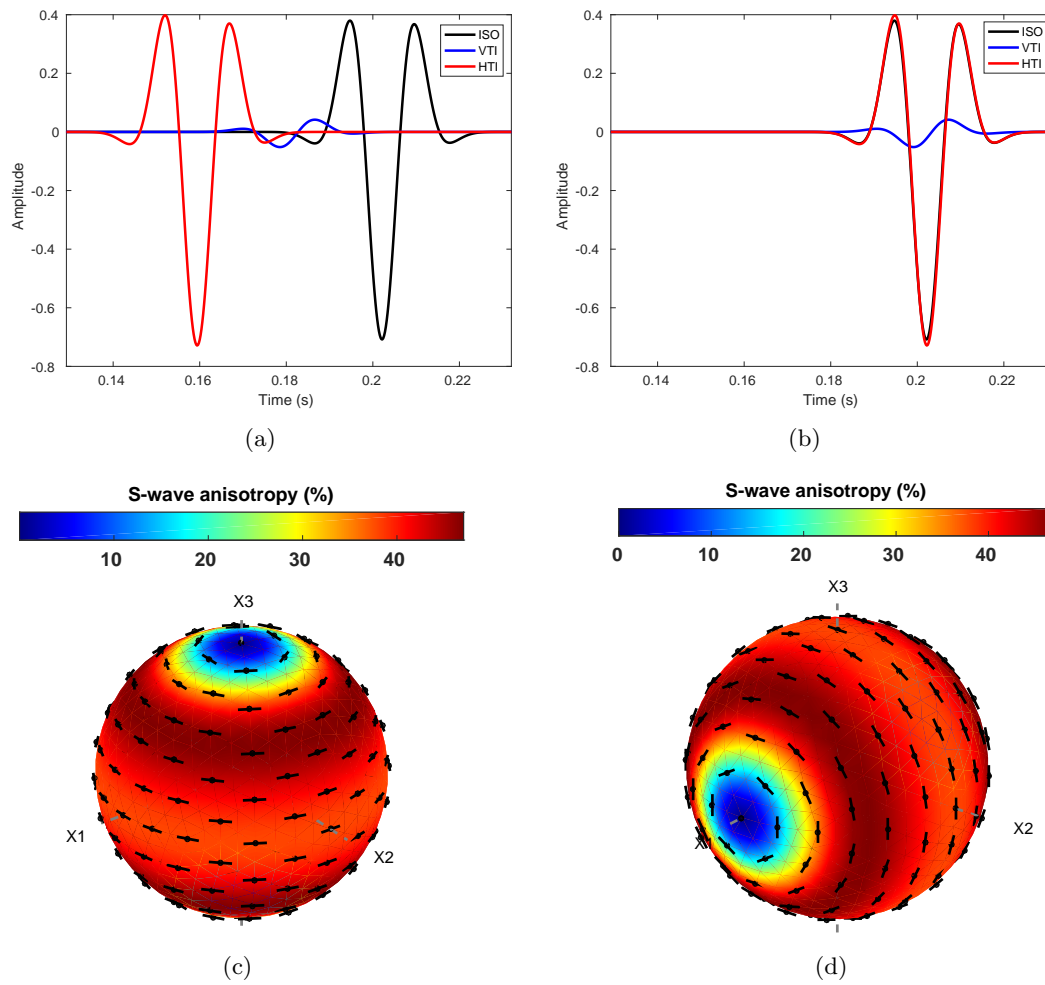 0.4
0.2
0
-0.2
-0.4
-0.6
-0.8
Amplitude
0.14 0.16 0.18 0.2 0.22
Time (s)
ISO
VTI
HTI
(a)
0.4
0.2
0
-0.2
-0.4
-0.6
-0.8
Amplitude
0.14 0.16 0.18 0.2 0.22
Time (s)
ISO
VTI
HTI
(b)
S-wave anisotropy (%)
10 20 30 40
X3
X1
X2
(c)
S-wave anisotropy (%)
0 10 20 30 40
X3
X2
(d)